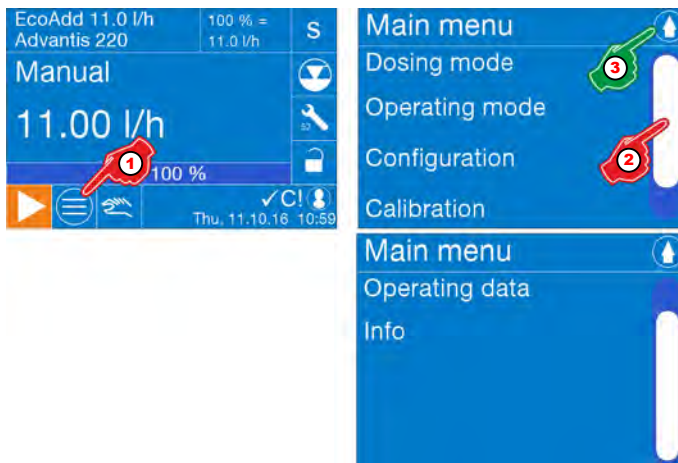 EcoAdd 11.0 l/h
Advantis 220
100 % =
11.0 l/h
S
Manual
11.00 l/h
100 %
✓C!
Thu, 11.10.16 10:59
1
Main menu
Dosing mode
Operating mode
Configuration
Calibration
3
2
Main menu
Operating data
Info